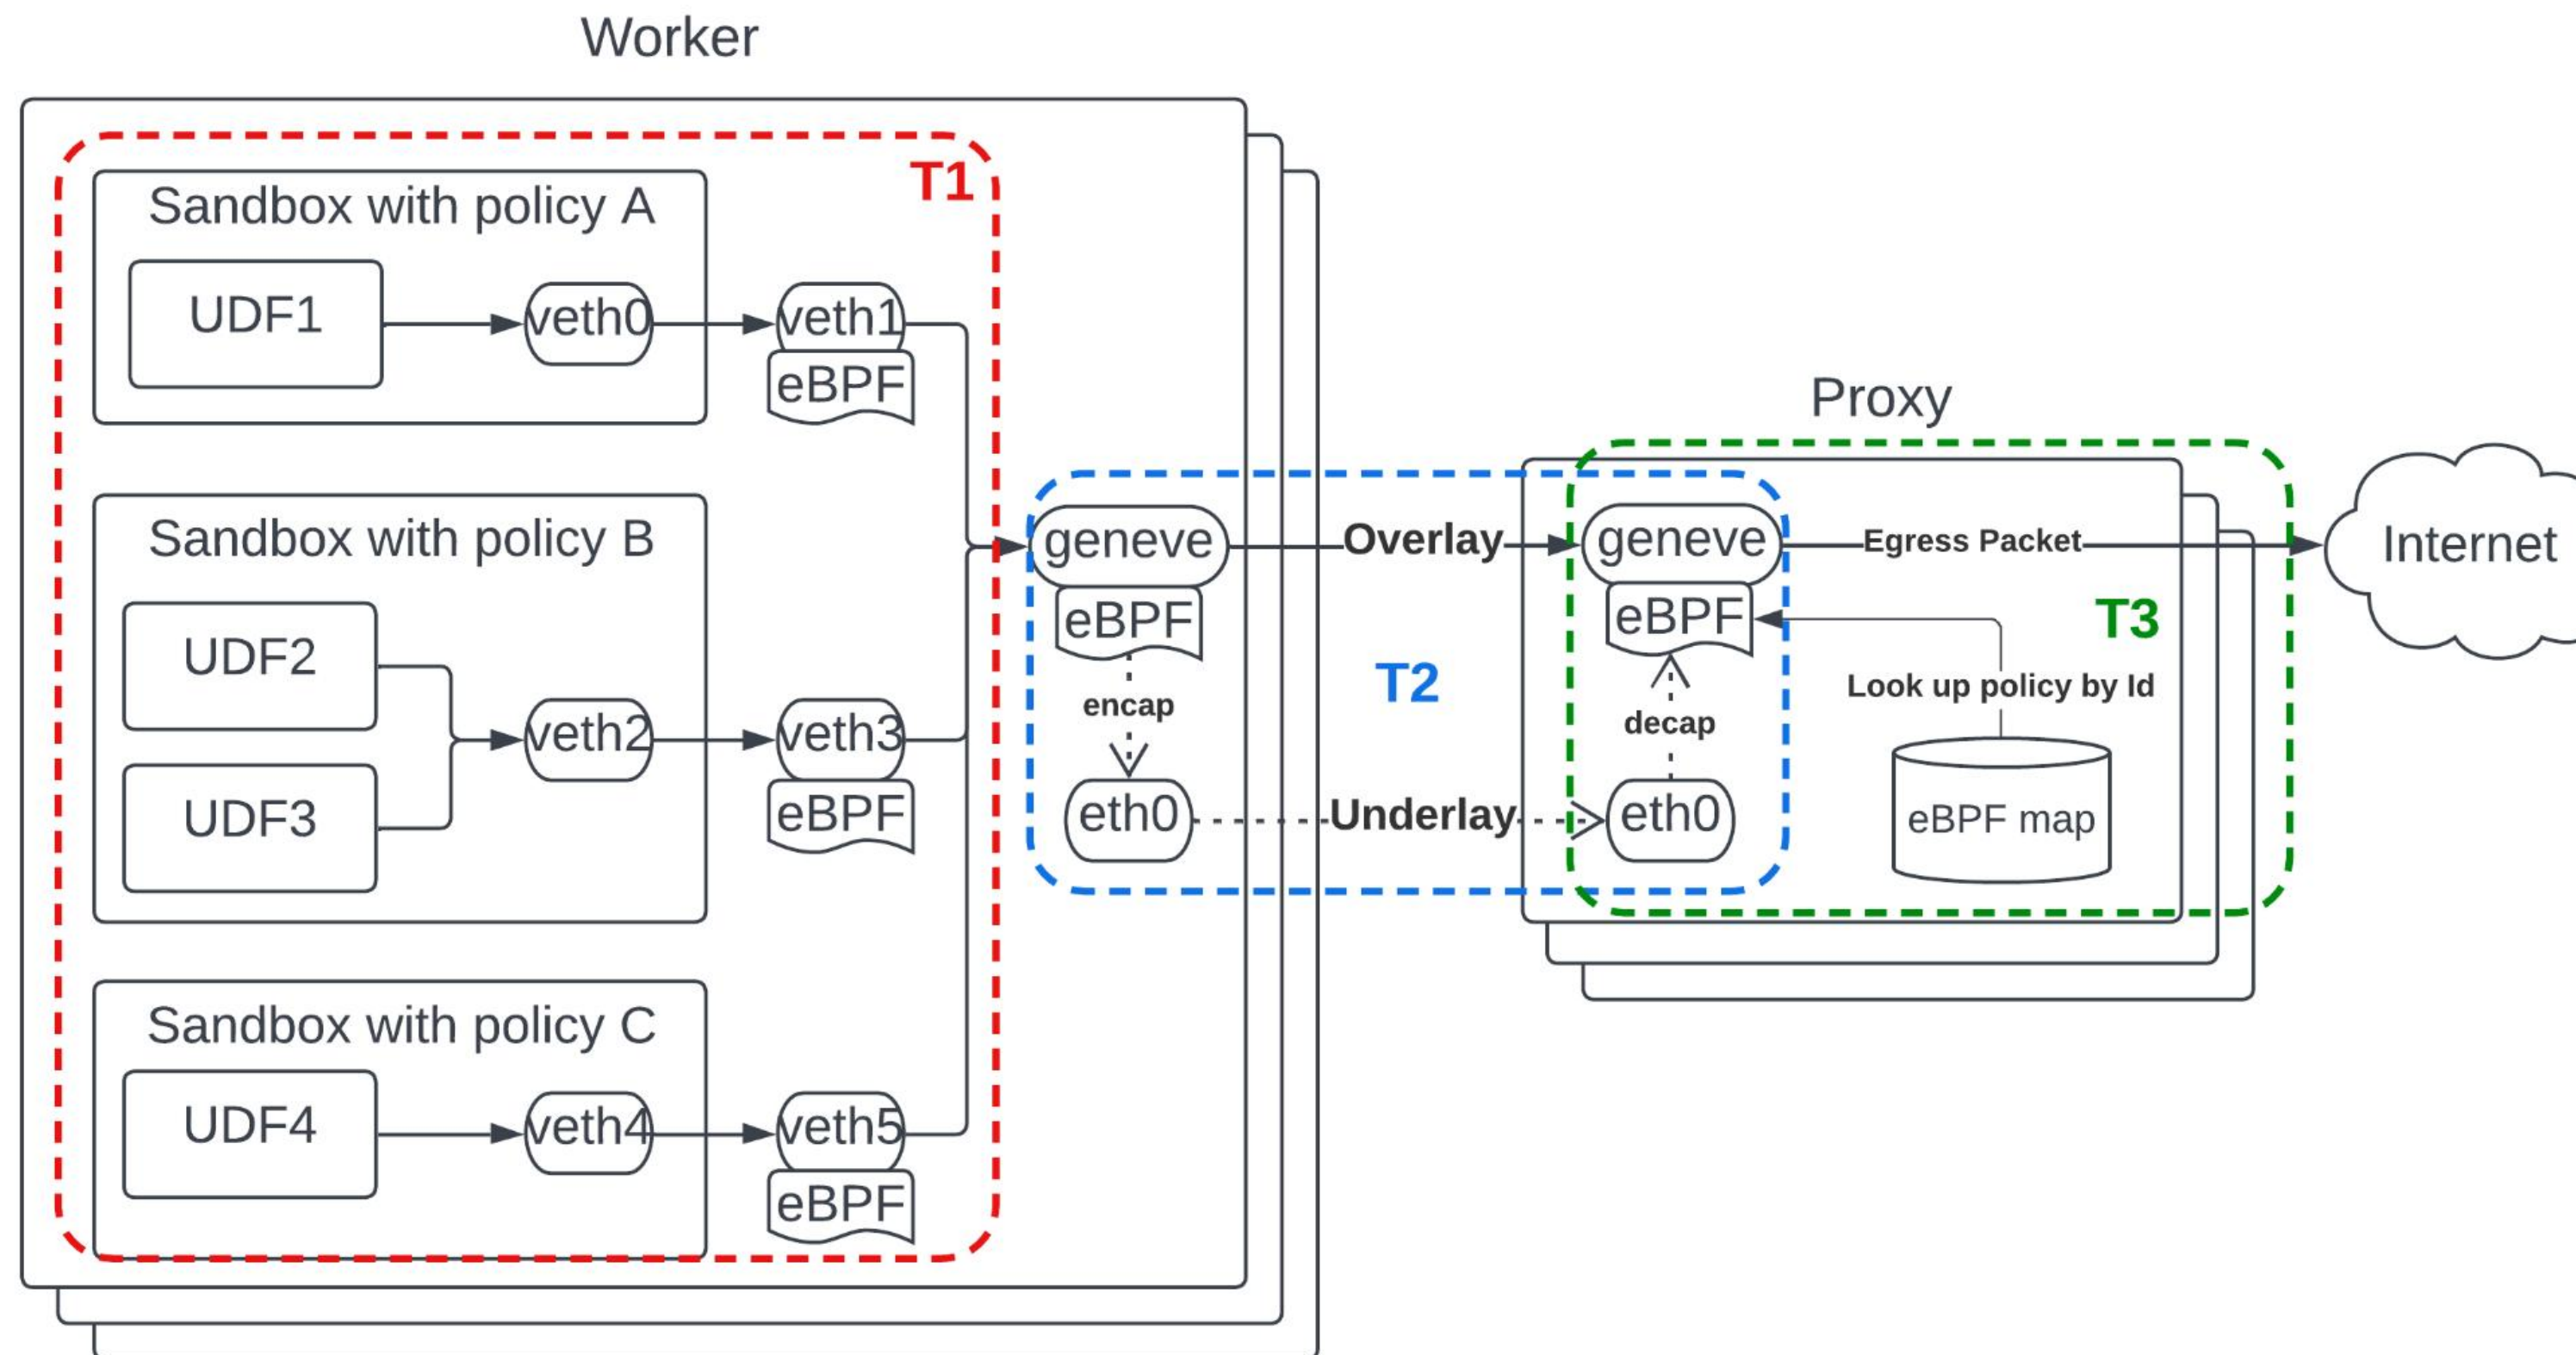 Worker
T1
Sandbox with policy A
UDF1
veth0
veth1
eBPF
Sandbox with policy B
UDF2
UDF3
veth2
veth3
eBPF
Sandbox with policy C
UDF4
veth4
veth5
eBPF
geneve
eBPF
encap
eth0
Overlay
T2
Underlay
Proxy
geneve
eBPF
decap
eth0
Egress Packet
T3
Look up policy by Id
eBPF map
Internet